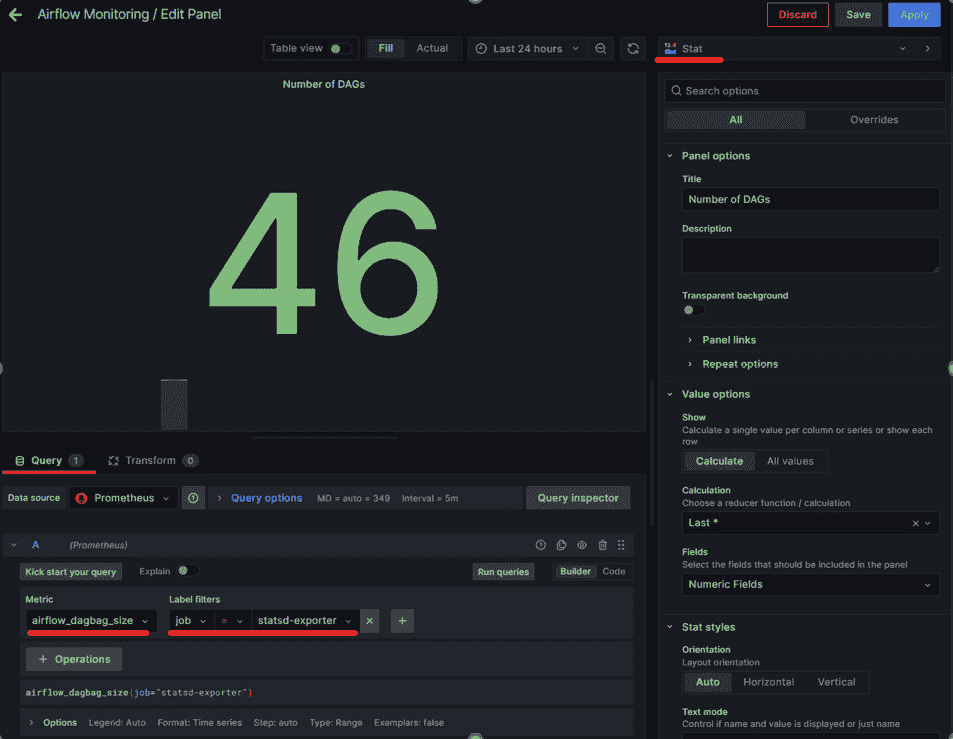 Airflow Monitoring / Edit Panel
Discard
Save
Apply
Table view
Fill
Actual
Last 24 hours
Stat
Number of DAGs
46
Search options
All
Overrides
Panel options
Title
Number of DAGs
Description
Transparent background
Panel links
Repeat options
Value options
Show
Calculate a single value per column or series or show each
row
Calculate
All values
Calculation
Choose a reducer function / calculation
Last *
Fields
Select the fields that should be included in the panel
Numeric Fields
Stat styles
Orientation
Layout orientation
Auto
Horizontal
Vertical
Text mode
Control if name and value is displayed or just name
Query 1
Transform 0
Data source
Prometheus
Query options
MD = auto = 349
Interval = 5m
Query inspector
A
(Prometheus)
Kick start your query
Explain
Run queries
Builder
Code
Metric
Label filters
airflow_dagbag_size
job
=
statsd-exporter
+ Operations
airflow_dagbag_size{job="statsd-exporter"}
Options
Legend: Auto
Format: Time series
Step: auto
Type: Range
Exemplars: false